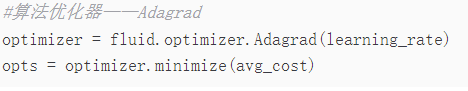 #算法优化器——Adagrad
optimizer = fluid.optimizer.Adagrad(learning_rate)
opts = optimizer.minimize(avg_cost)